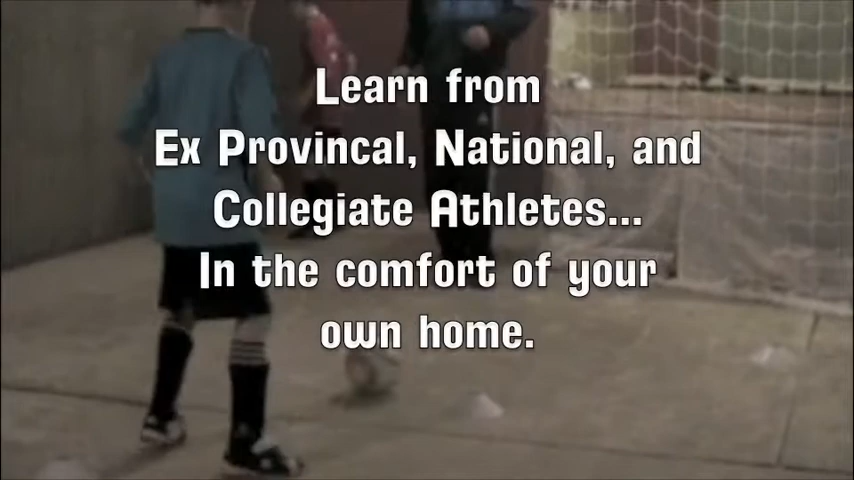 Learn from
Ex Provincal, National, and
Collegiate Athletes...
In the comfort of your
own home.